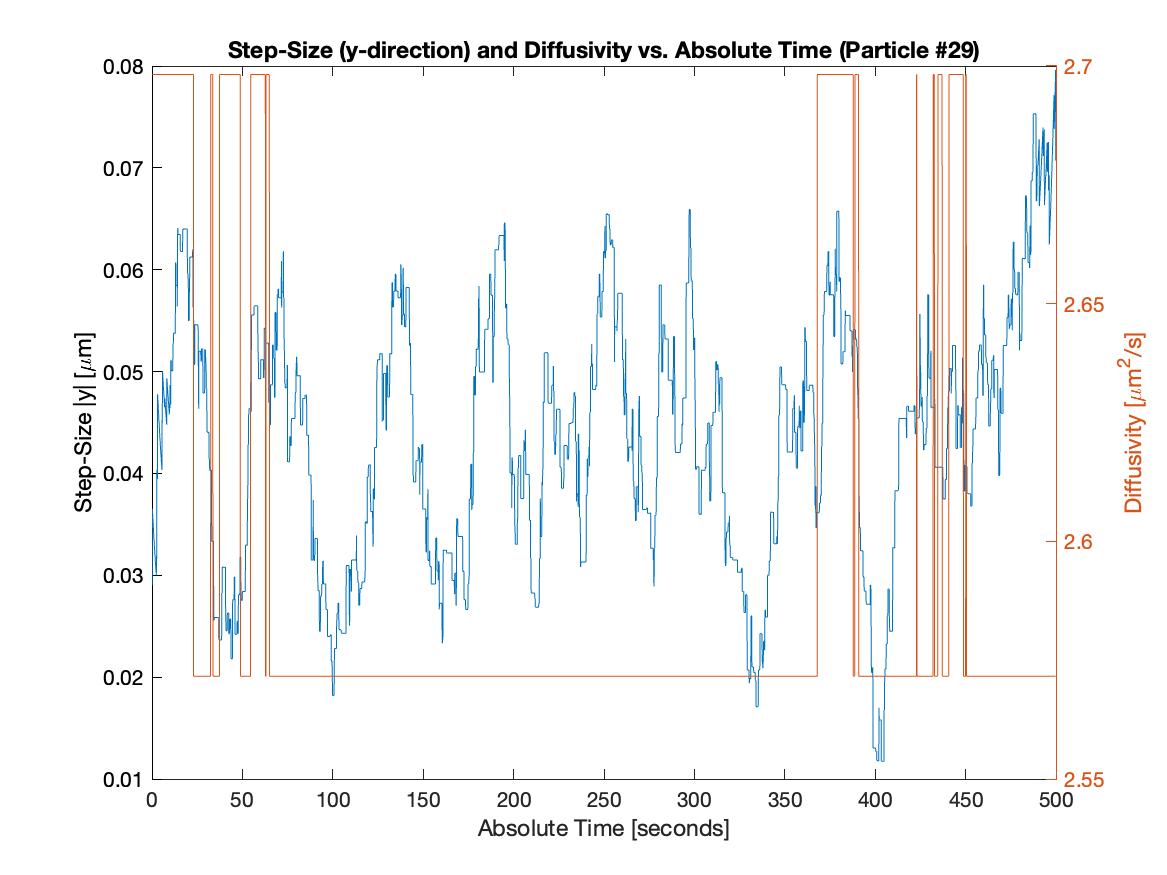 Step-Size (y-direction) and Diffusivity vs. Absolute Time (Particle #29)
0.08
0.07
0.06
0.05
0.04
0.03
0.02
0.01
Step-Size |y| [μm]
2.7
2.65
2.6
2.55
Diffusivity [μm²/s]
0 50 100 150 200 250 300 350 400 450 500
Absolute Time [seconds]